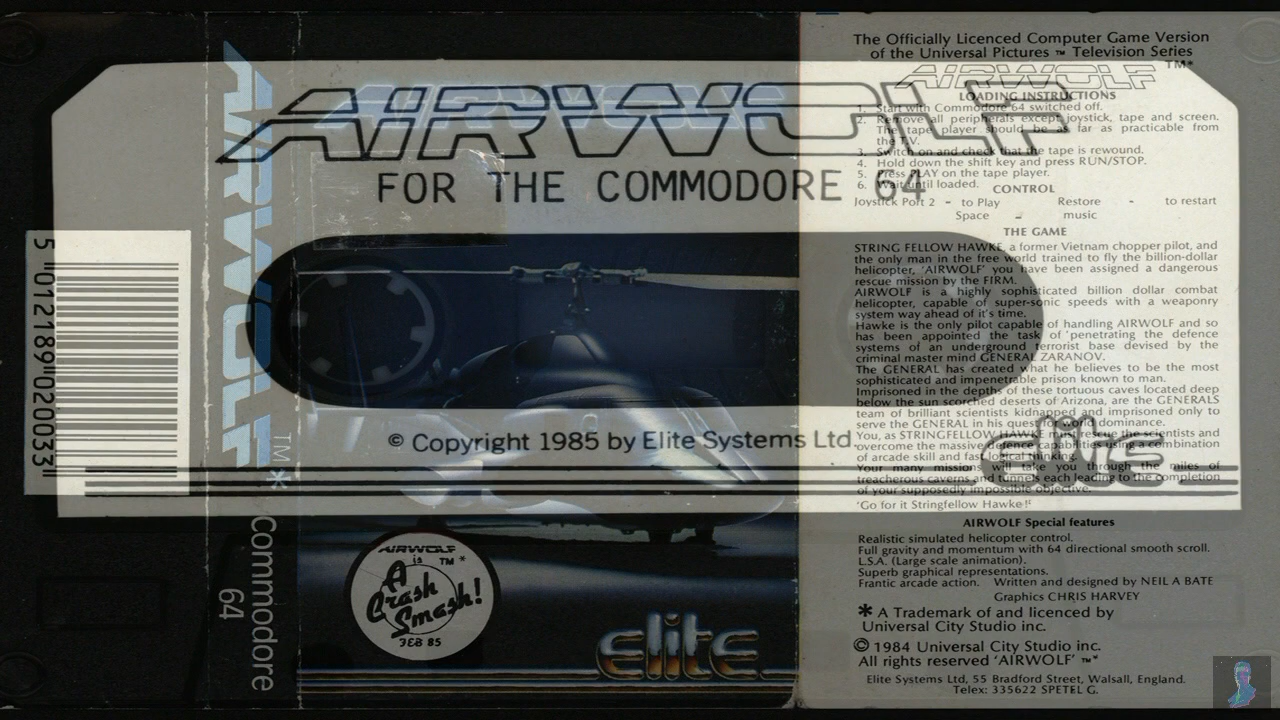 AIRWOLF
FOR THE COMMODORE 64
© Copyright 1985 by Elite Systems Ltd.
elite
5 012189 020033
AIRWOLF
TM
*
Commodore
64
AIRWOLF
AIRWOLF
is TM *
A
Crash
Smash!
FEB 85
elite
The Officially Licenced Computer Game Version
of the Universal Pictures TM Television Series
AIRWOLF TM*
LOADING INSTRUCTIONS
1. Start with Commodore 64 switched off.
2. Remove all peripherals except joystick, tape and screen.
The tape player should be as far as practicable from
the T.V.
3. Switch on and check that the tape is rewound.
4. Hold down the shift key and press RUN/STOP.
5. Press PLAY on the tape player.
6. Wait until loaded.
CONTROL
Joystick Port 2 - to Play Restore - to restart
Space - music
THE GAME
STRING FELLOW HAWKE, a former Vietnam chopper pilot, and
the only man in the free world trained to fly the billion-dollar
helicopter, 'AIRWOLF' you have been assigned a dangerous
rescue mission by the FIRM.
AIRWOLF is a highly sophisticated billion dollar combat
helicopter, capable of super-sonic speeds with a weaponry
system way ahead of it's time.
Hawke is the only pilot capable of handling AIRWOLF and so
has been appointed the task of penetrating the defence
systems of an underground terrorist base devised by the
criminal master mind GENERAL ZARANOV.
The GENERAL has created what he believes to be the most
sophisticated and impenetrable prison known to man.
Imprisoned in the depths of these tortuous caves located deep
below the sun scorched deserts of Arizona, are the GENERALS
team of brilliant scientists kidnapped and imprisoned only to
serve the GENERAL in his quest for dominance.
You, as STRINGFELLOW HAWKE must rescue the scientists and
overcome the massive defence capabilities using a combination
of arcade skill and fast logical thinking.
Your many missions will take you through the miles of
treacherous caverns and tunnels each leading to the completion
of your supposedly impossible objective.
'Go for it Stringfellow Hawke!'
AIRWOLF Special features
Realistic simulated helicopter control.
Full gravity and momentum with 64 directional smooth scroll.
L.S.A. (Large scale animation).
Superb graphical representations.
Frantic arcade action. Written and designed by NEIL A BATE
Graphics CHRIS HARVEY
* A Trademark of and licenced by
Universal City Studio inc.
© 1984 Universal City Studio inc.
All rights reserved 'AIRWOLF' TM*
Elite Systems Ltd, 55 Bradford Street, Walsall, England.
Telex: 335622 SPETEL G.